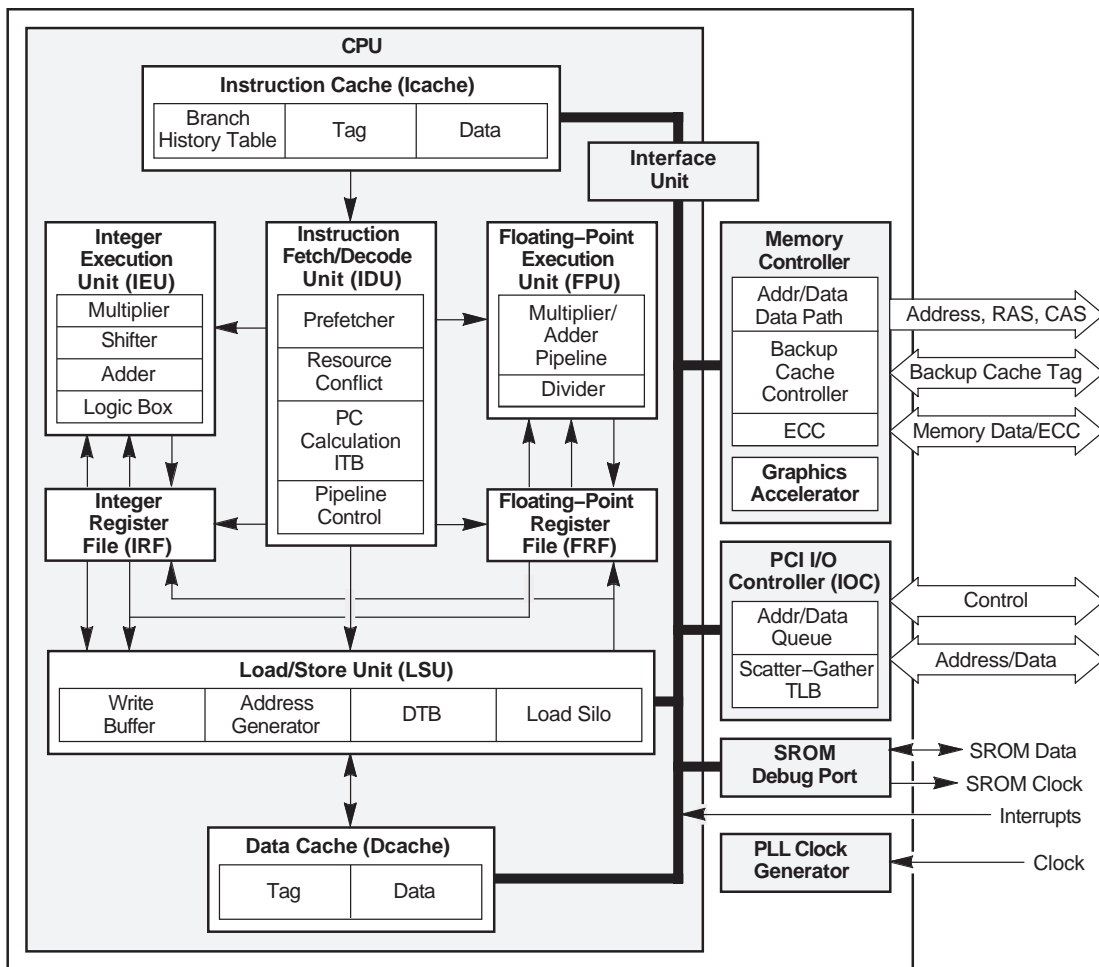 CPU
Instruction Cache (Icache)
Branch
History Table
Tag
Data
Interface
Unit
Integer
Execution
Unit (IEU)
Multiplier
Shifter
Adder
Logic Box
Instruction
Fetch/Decode
Unit (IDU)
Prefetcher
Resource
Conflict
PC
Calculation
ITB
Pipeline
Control
Floating–Point
Execution
Unit (FPU)
Multiplier/
Adder
Pipeline
Divider
Memory
Controller
Addr/Data
Data Path
Backup
Cache
Controller
ECC
Graphics
Accelerator
Address, RAS, CAS
Backup Cache Tag
Memory Data/ECC
Integer
Register
File (IRF)
Floating–Point
Register
File (FRF)
PCI I/O
Controller (IOC)
Addr/Data
Queue
Scatter–Gather
TLB
Control
Address/Data
Load/Store Unit (LSU)
Write
Buffer
Address
Generator
DTB
Load Silo
SROM
Debug Port
SROM Data
SROM Clock
Interrupts
Data Cache (Dcache)
Tag
Data
PLL Clock
Generator
Clock